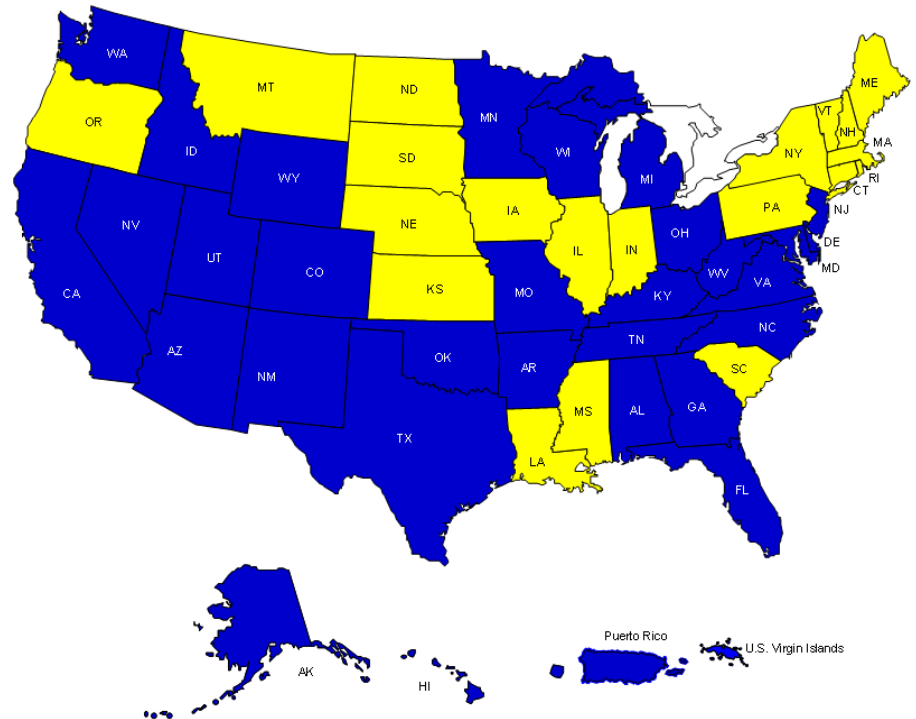 WA
MT
ND
MN
ME
VT
NH
MA
OR
ID
SD
WI
NY
RI
CT
WY
MI
IA
PA
NJ
NV
NE
OH
IL
IN
DE
UT
CO
WV
MD
CA
KS
MO
VA
KY
AZ
NC
TN
NM
OK
AR
SC
MS
AL
GA
TX
LA
FL
Puerto Rico
U.S. Virgin Islands
AK
HI